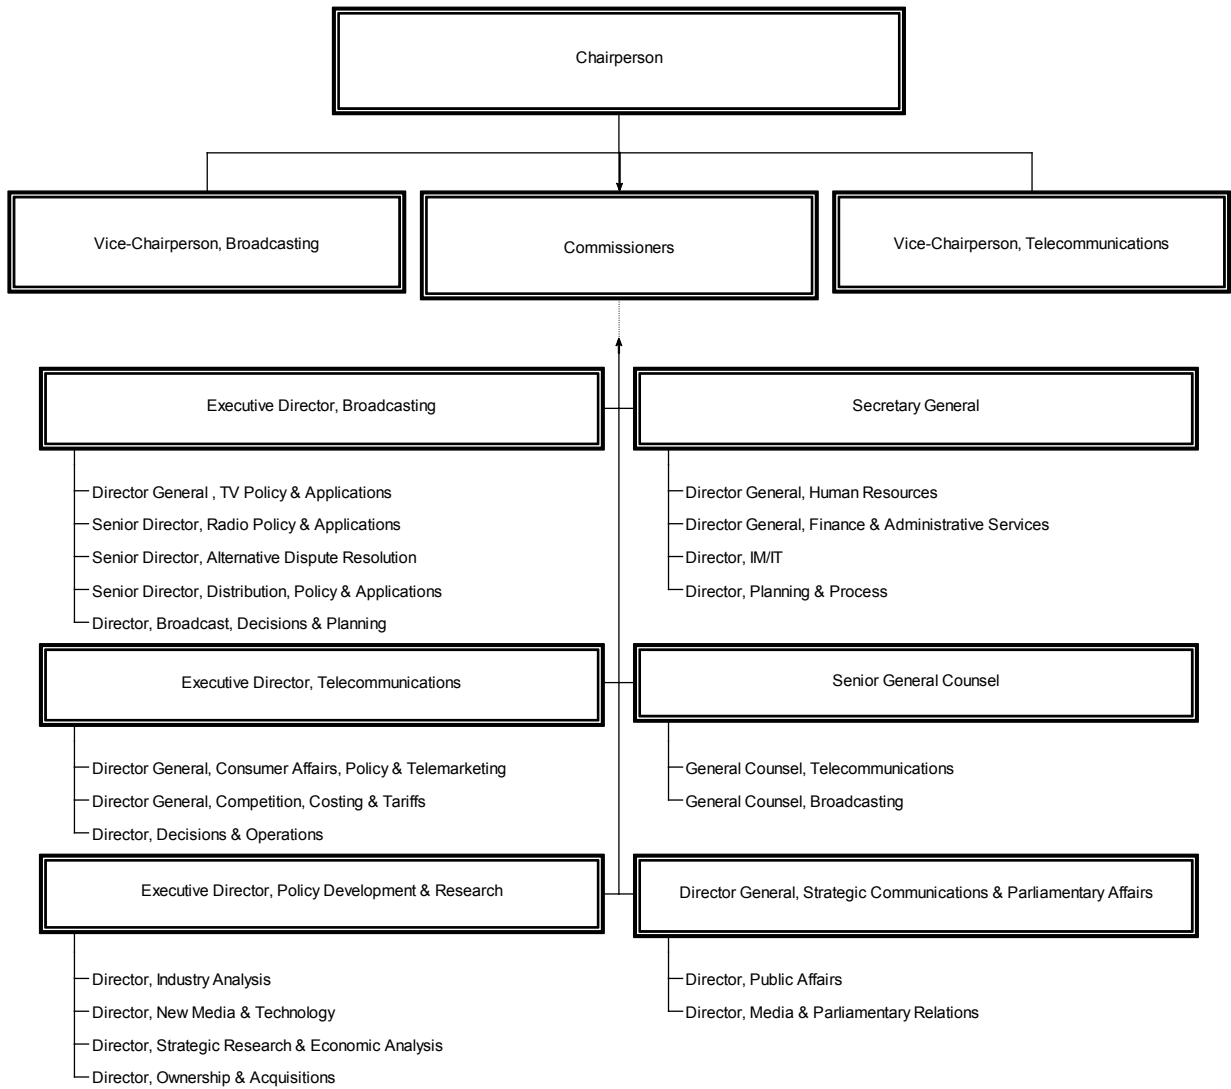 Chairperson
Vice-Chairperson, Broadcasting
Commissioners
Vice-Chairperson, Telecommunications
Executive Director, Broadcasting
Director General , TV Policy & Applications
Senior Director, Radio Policy & Applications
Senior Director, Alternative Dispute Resolution
Senior Director, Distribution, Policy & Applications
Director, Broadcast, Decisions & Planning
Secretary General
Director General, Human Resources
Director General, Finance & Administrative Services
Director, IM/IT
Director, Planning & Process
Executive Director, Telecommunications
Director General, Consumer Affairs, Policy & Telemarketing
Director General, Competition, Costing & Tariffs
Director, Decisions & Operations
Senior General Counsel
General Counsel, Telecommunications
General Counsel, Broadcasting
Executive Director, Policy Development & Research
Director, Industry Analysis
Director, New Media & Technology
Director, Strategic Research & Economic Analysis
Director, Ownership & Acquisitions
Director General, Strategic Communications & Parliamentary Affairs
Director, Public Affairs
Director, Media & Parliamentary Relations